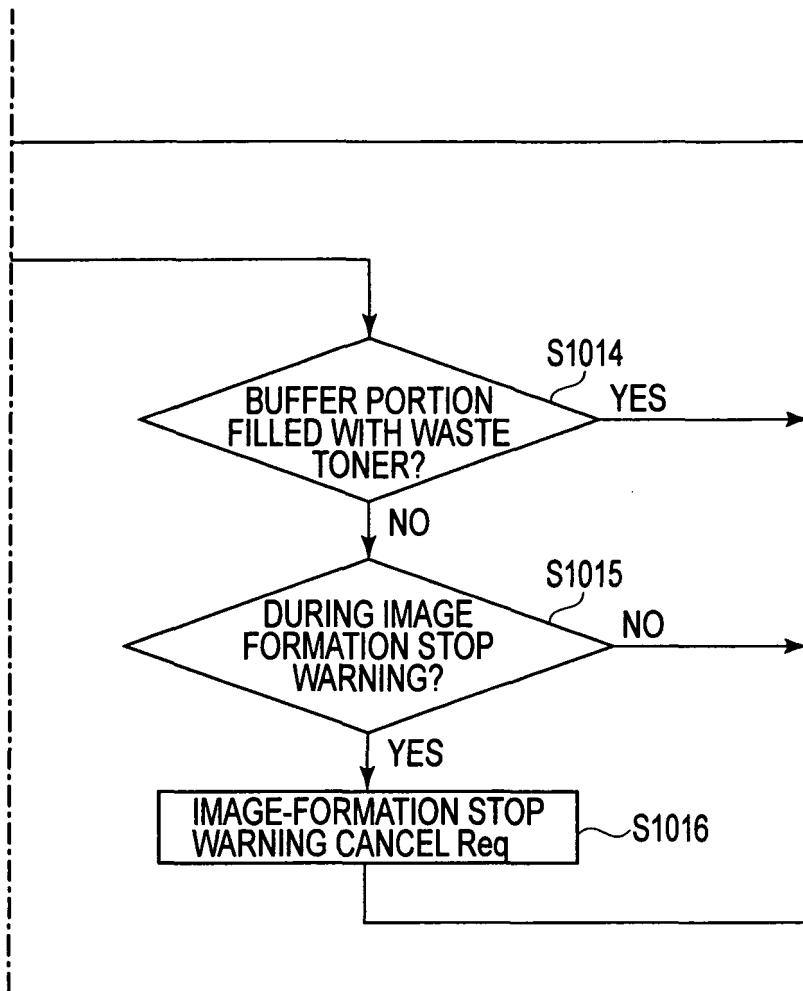 S1014
BUFFER PORTION
FILLED WITH WASTE
TONER?
YES
NO
S1015
DURING IMAGE
FORMATION STOP
WARNING?
NO
YES
IMAGE-FORMATION STOP
WARNING CANCEL Req
S1016